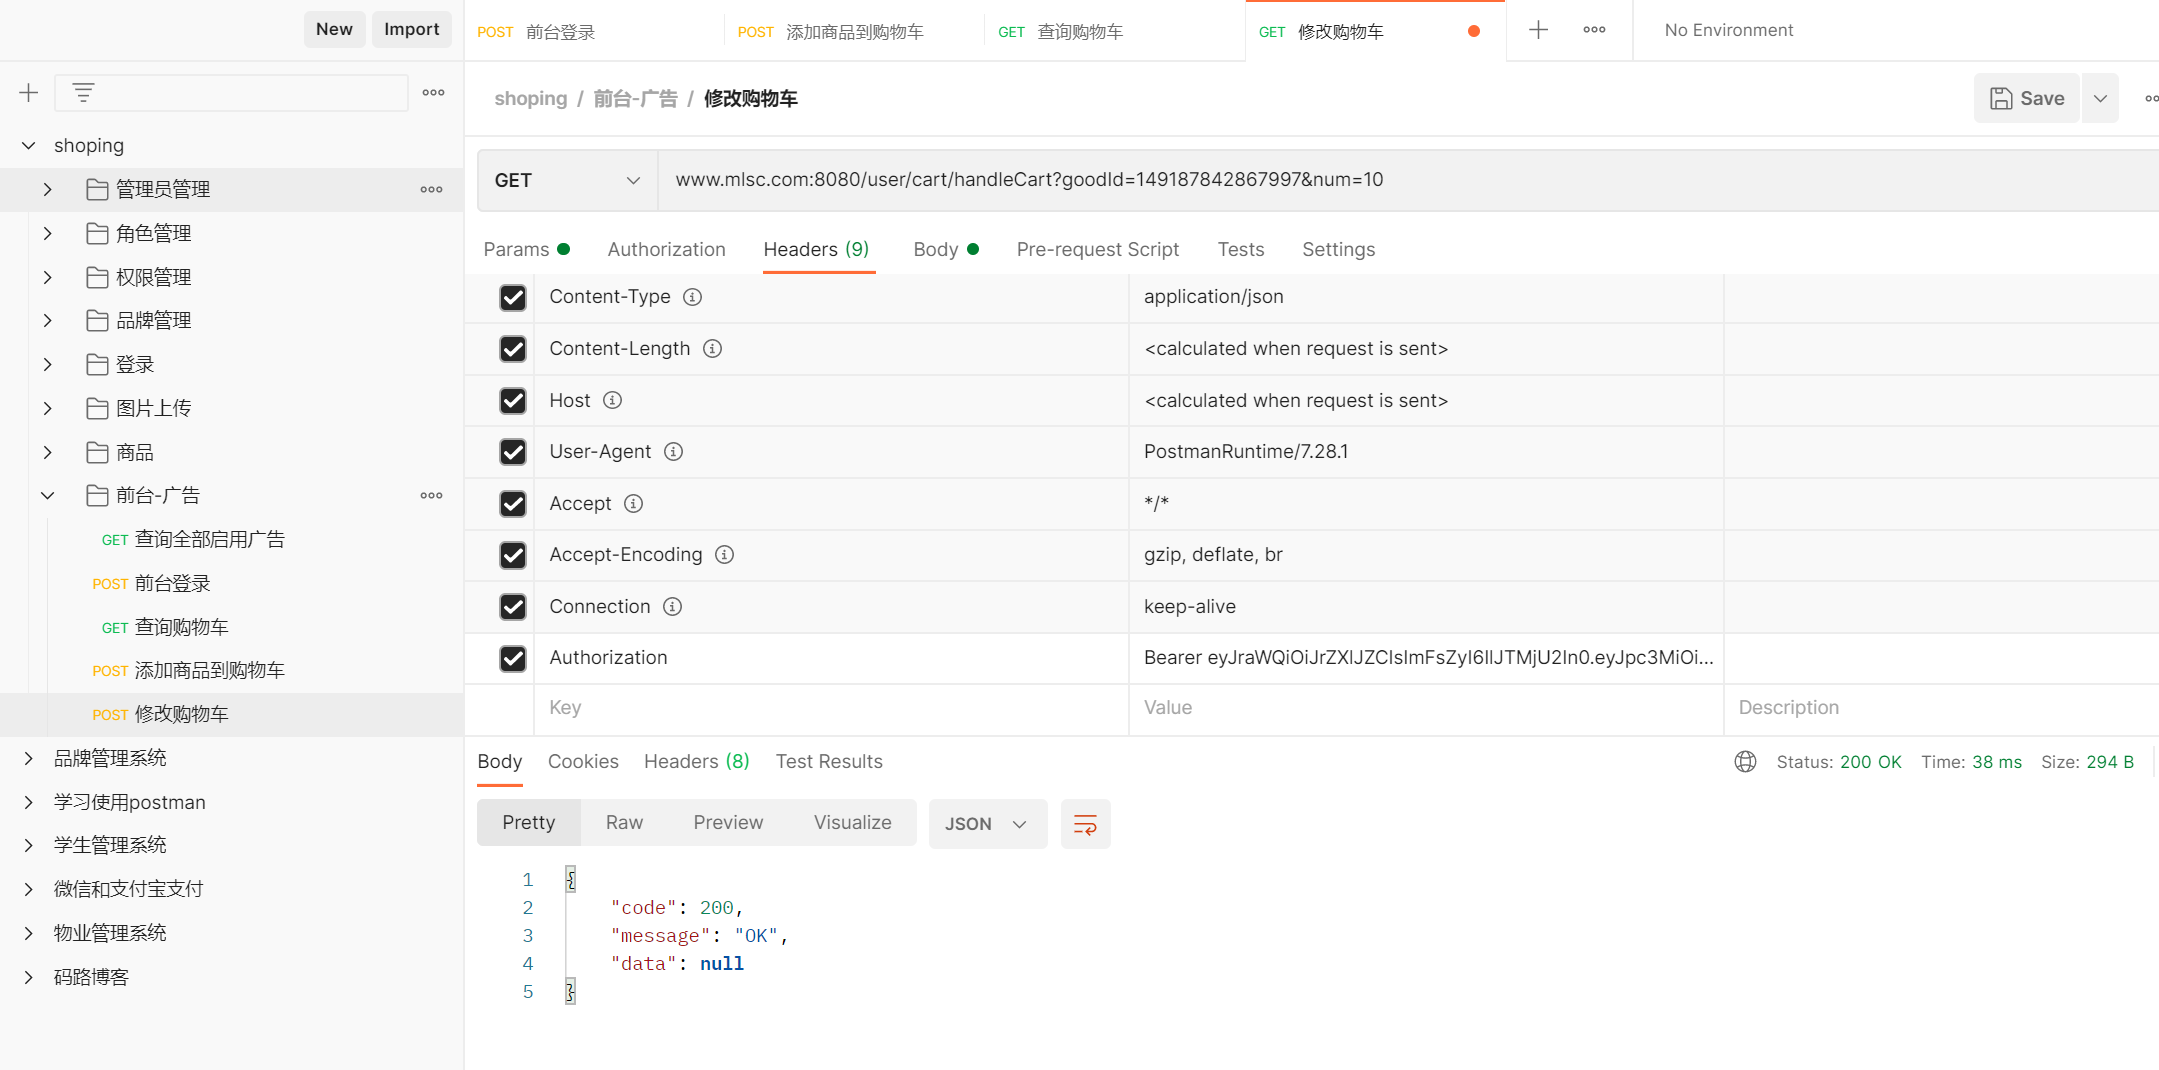 New Import
POST 前台登录 POST 添加商品到购物车 GET 查询购物车 GET 修改购物车 No Environment
shoping / 前台-广告 / 修改购物车 Save
shoping
管理员管理
角色管理
权限管理
品牌管理
登录
图片上传
商品
前台-广告
GET 查询全部启用广告
POST 前台登录
GET 查询购物车
POST 添加商品到购物车
POST 修改购物车
品牌管理系统
学习使用postman
学生管理系统
微信和支付宝支付
物业管理系统
码路博客
GET www.mlsc.com:8080/user/cart/handleCart?goodId=149187842867997&num=10
Params Authorization Headers (9) Body Pre-request Script Tests Settings
Content-Type application/json
Content-Length <calculated when request is sent>
Host <calculated when request is sent>
User-Agent PostmanRuntime/7.28.1
Accept */*
Accept-Encoding gzip, deflate, br
Connection keep-alive
Authorization Bearer eyJraWQiOiJrZXlJZCIsImFsZyI6IlJTMjU2In0.eyJpc3MiOi...
Key Value Description
Body Cookies Headers (8) Test Results Status: 200 OK Time: 38 ms Size: 294 B
Pretty Raw Preview Visualize JSON
1 {
2 "code": 200,
3 "message": "OK",
4 "data": null
5 }